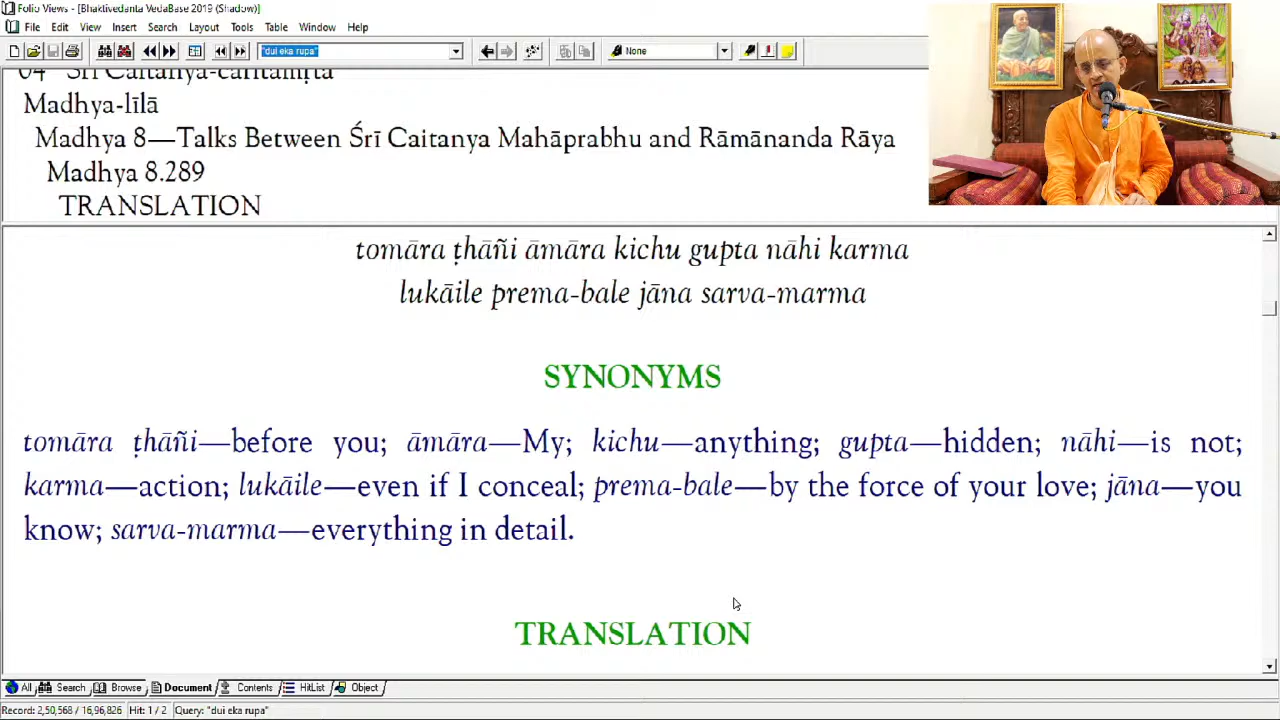 Folio Views - [Bhaktivedanta VedaBase 2019 (Shadow)]
File Edit View Insert Search Layout Tools Table Window Help
"dui eka rupa" None
04 Śrī Caitanya-caritāmṛta
Madhya-līlā
Madhya 8—Talks Between Śrī Caitanya Mahāprabhu and Rāmānanda Rāya
Madhya 8.289
TRANSLATION
tomāra ṭhāñi āmāra kichu gupta nāhi karma
lukāile prema-bale jāna sarva-marma
SYNONYMS
tomāra ṭhāñi—before you; āmāra—My; kichu—anything; gupta—hidden; nāhi—is not;
karma—action; lukāile—even if I conceal; prema-bale—by the force of your love; jāna—you
know; sarva-marma—everything in detail.
TRANSLATION
All Search Browse Document Contents HitList Object
Record: 2,50,568 / 16,96,826 Hit: 1 / 2 Query: "dui eka rupa"